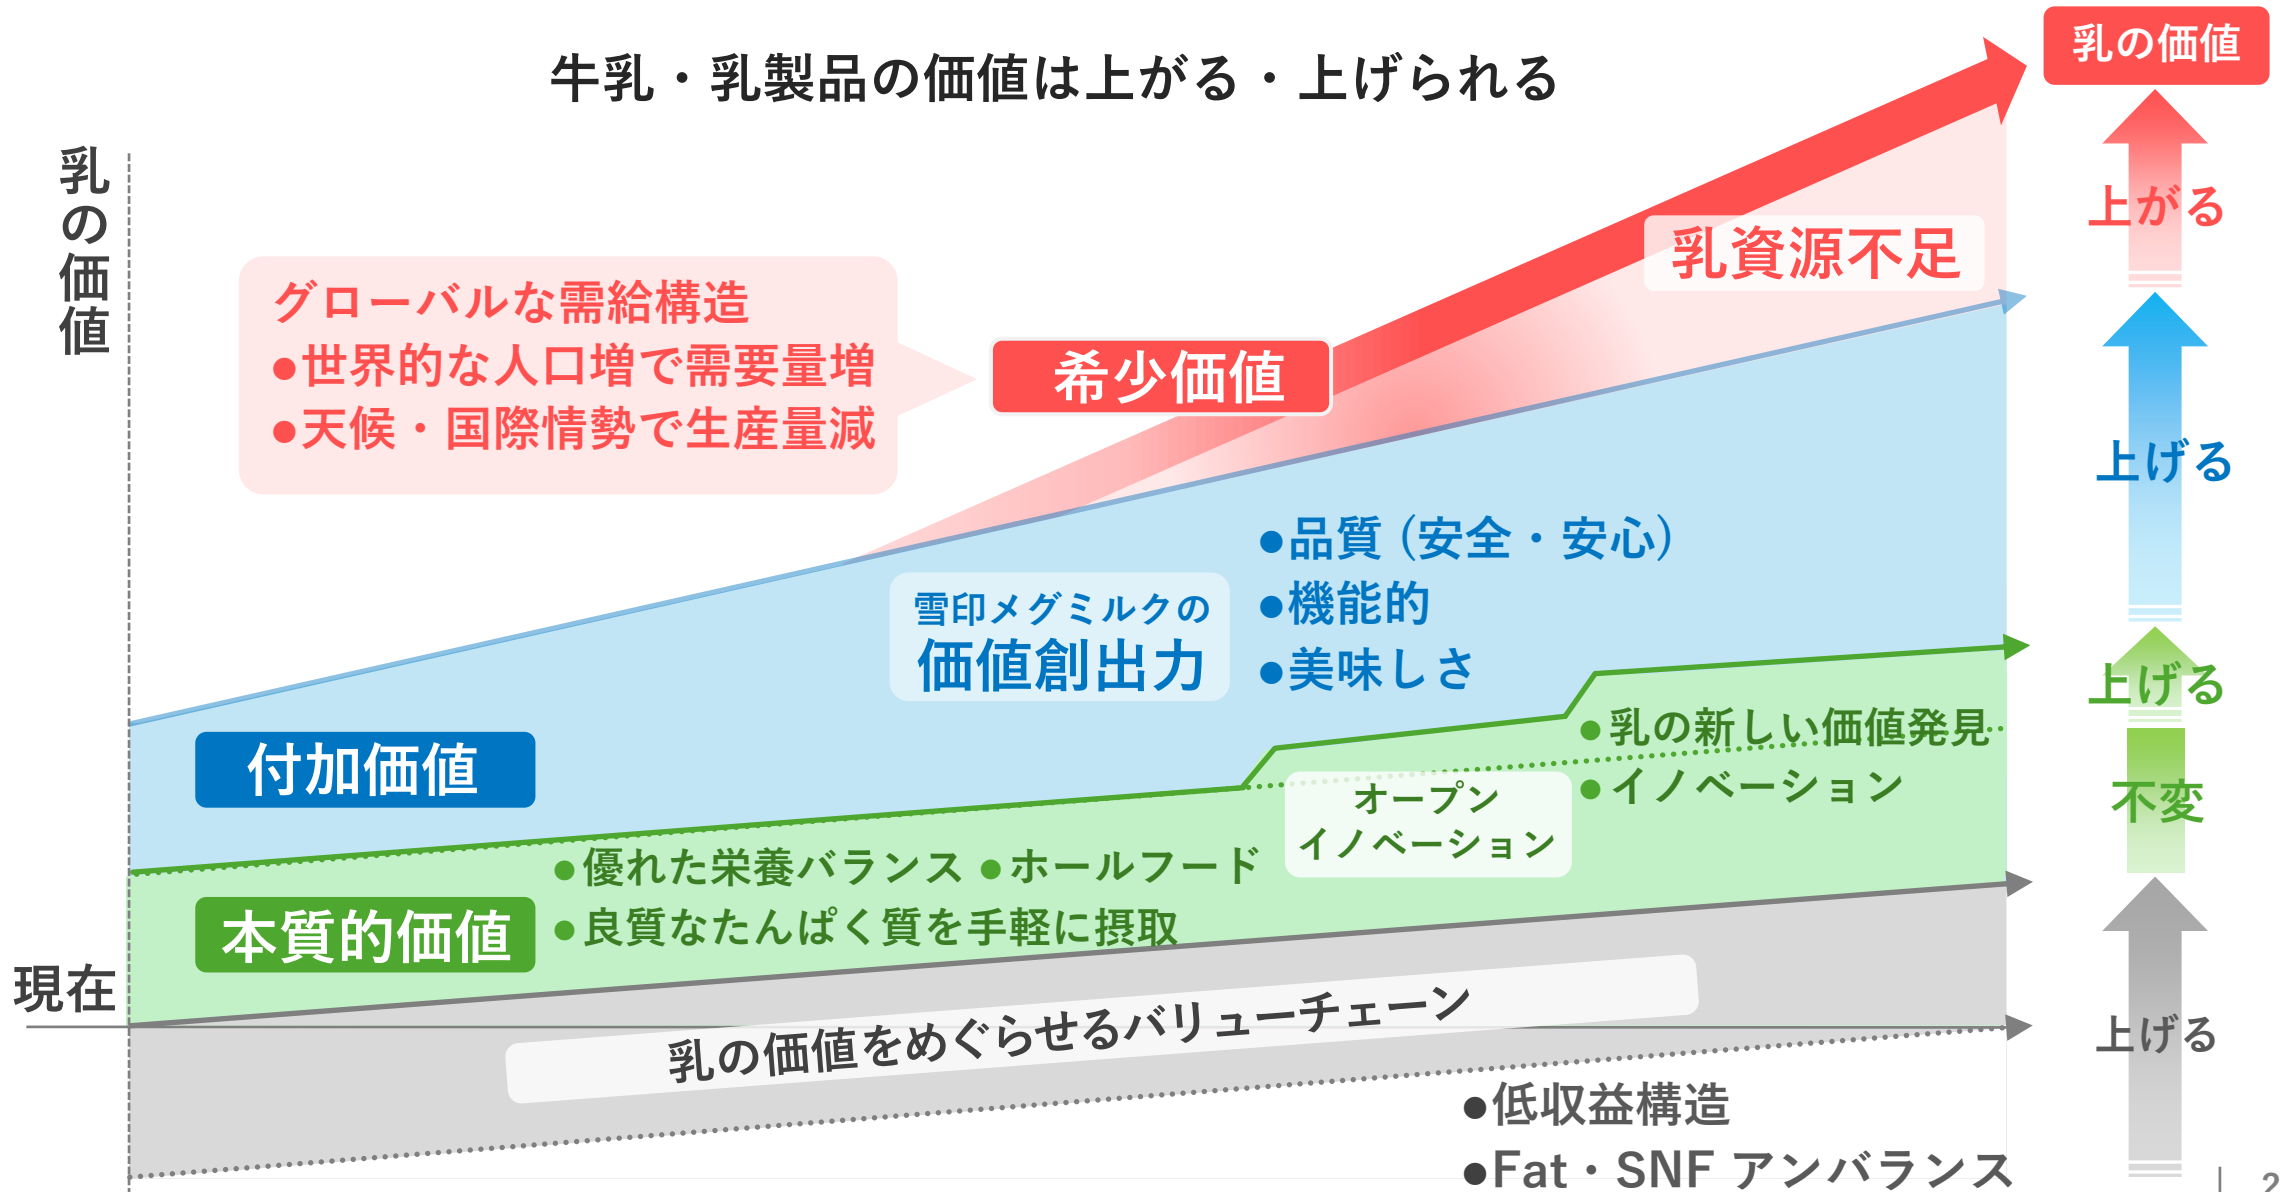 牛乳・乳製品の価値は上がる・上げられる
乳の価値
乳の価値
上がる
乳資源不足
グローバルな需給構造
●世界的な人口増で需要量増
●天候・国際情勢で生産量減
希少価値
上げる
●品質（安全・安心）
●機能的
●美味しさ
雪印メグミルクの
価値創出力
付加価値
上げる
●乳の新しい価値発見
●イノベーション
オープン
イノベーション
不変
●優れた栄養バランス ●ホールフード
●良質なたんぱく質を手軽に摂取
本質的価値
現在
乳の価値をめぐらせるバリューチェーン
上げる
●低収益構造
●Fat・SNF アンバランス
2